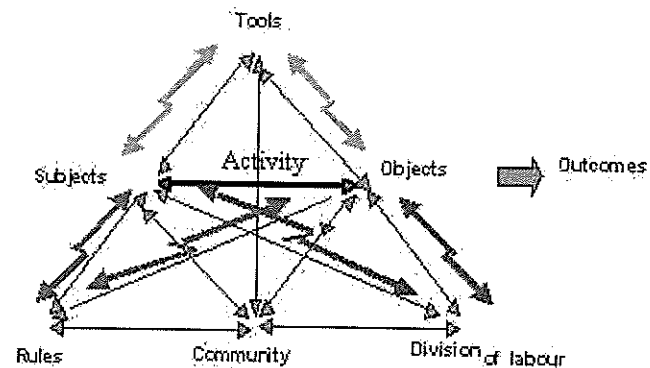 Tools
Activity
Subjects
Objects
Outcomes
Rules
Community
Division of labour